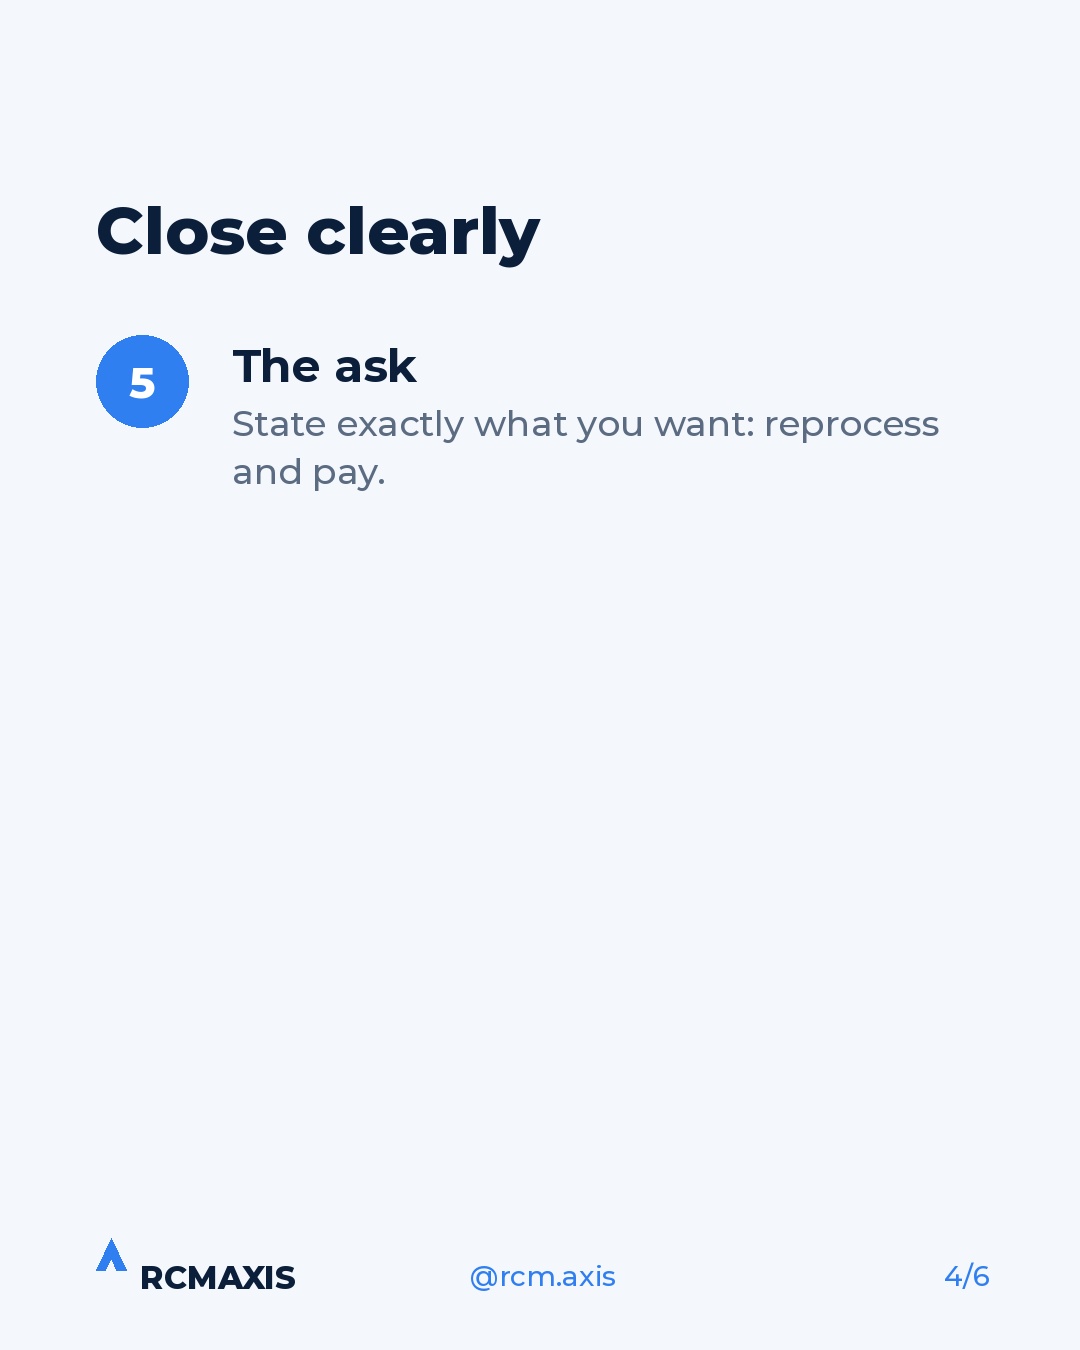 Close clearly
5
The ask
State exactly what you want: reprocess
and pay.
RCMAXIS
@rcm.axis
4/6